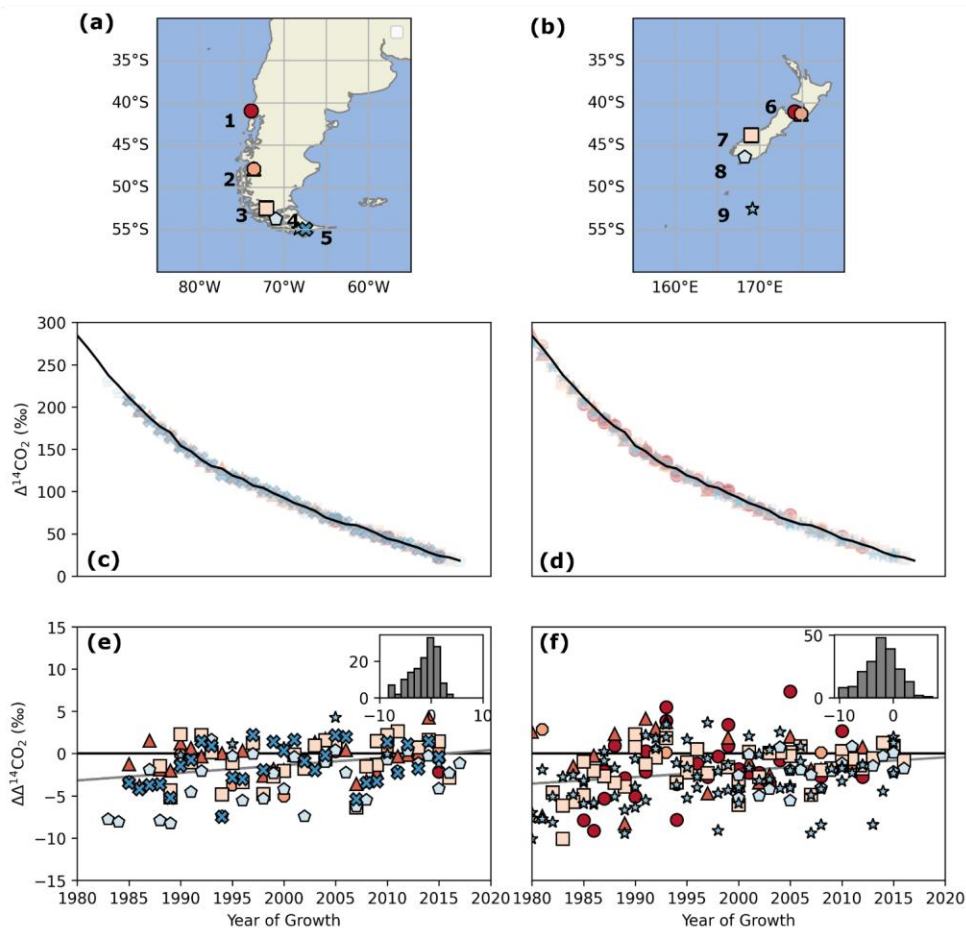 (a) (b)
35°S 35°S
40°S 40°S
1 6
45°S 45°S
7
2 8
50°S 50°S
3 4 9
55°S 5 55°S
80°W 70°W 60°W 160°E 170°E
300
250
200
150
100
50
0
Δ¹⁴CO₂ (‰)
(c) (d)
15
10
5
0
−5
−10
−15
ΔΔ¹⁴CO₂ (‰)
(e) (f)
20
0
−10 0 10
50
0
−10 0
1980 1985 1990 1995 2000 2005 2010 2015 2020 1980 1985 1990 1995 2000 2005 2010 2015 2020
Year of Growth Year of Growth